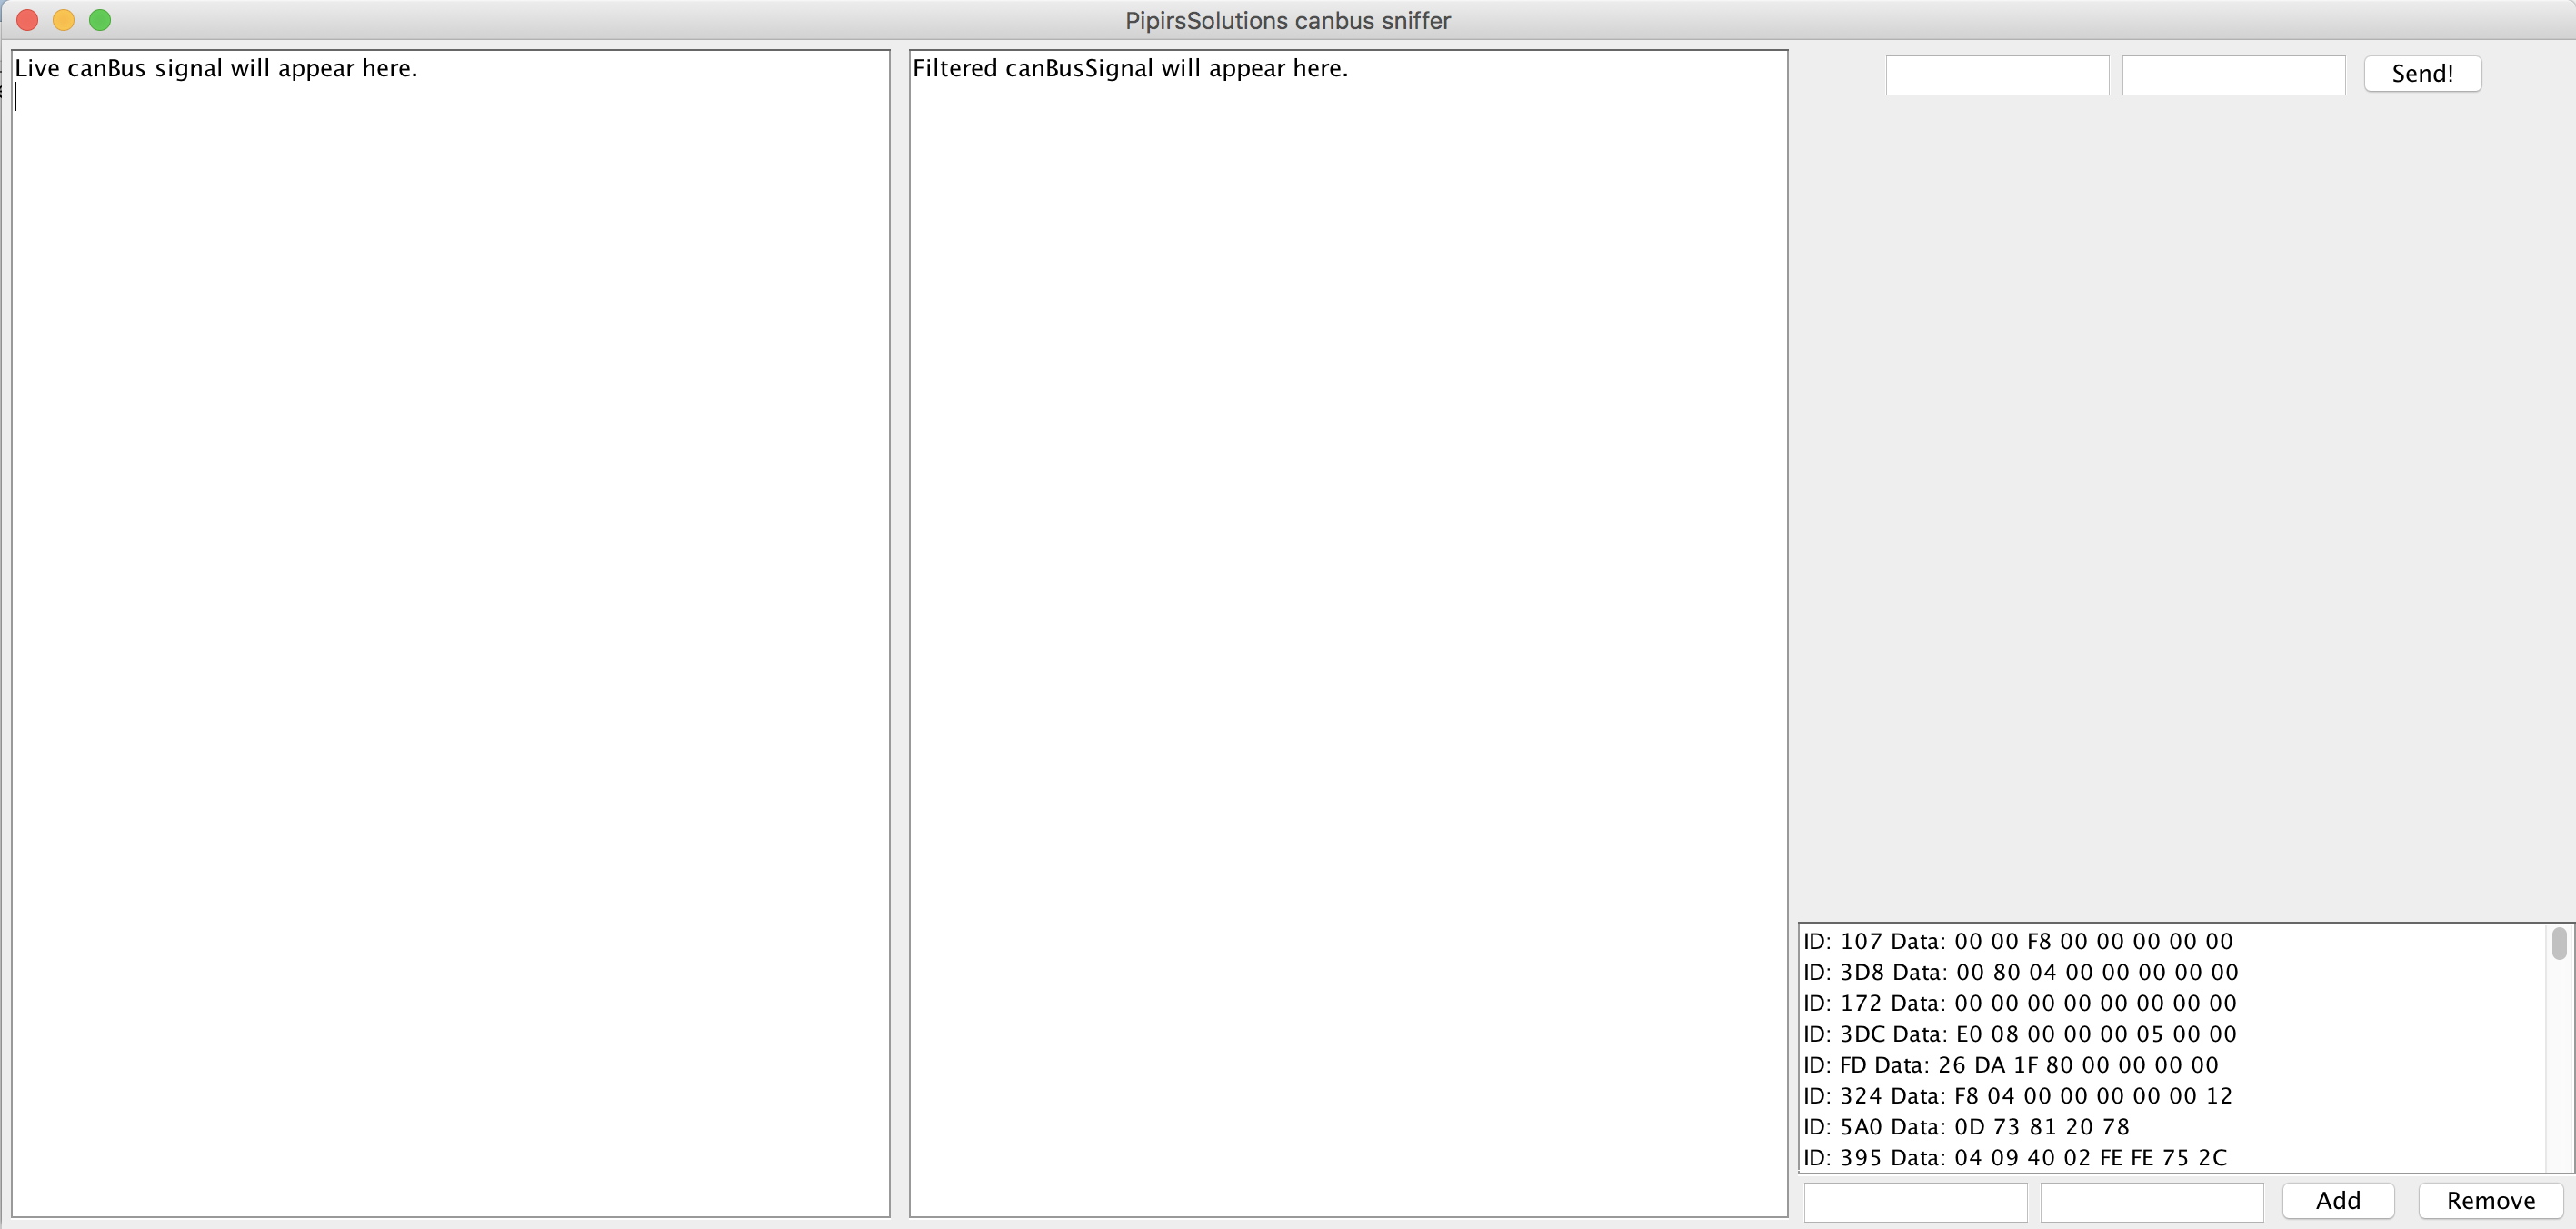 PipirsSolutions canbus sniffer
Live canBus signal will appear here.
Filtered canBusSignal will appear here.
Send!
ID: 107 Data: 00 00 F8 00 00 00 00 00
ID: 3D8 Data: 00 80 04 00 00 00 00 00
ID: 172 Data: 00 00 00 00 00 00 00 00
ID: 3DC Data: E0 08 00 00 00 05 00 00
ID: FD Data: 26 DA 1F 80 00 00 00 00
ID: 324 Data: F8 04 00 00 00 00 00 12
ID: 5A0 Data: 0D 73 81 20 78
ID: 395 Data: 04 09 40 02 FE FE 75 2C
Add Remove